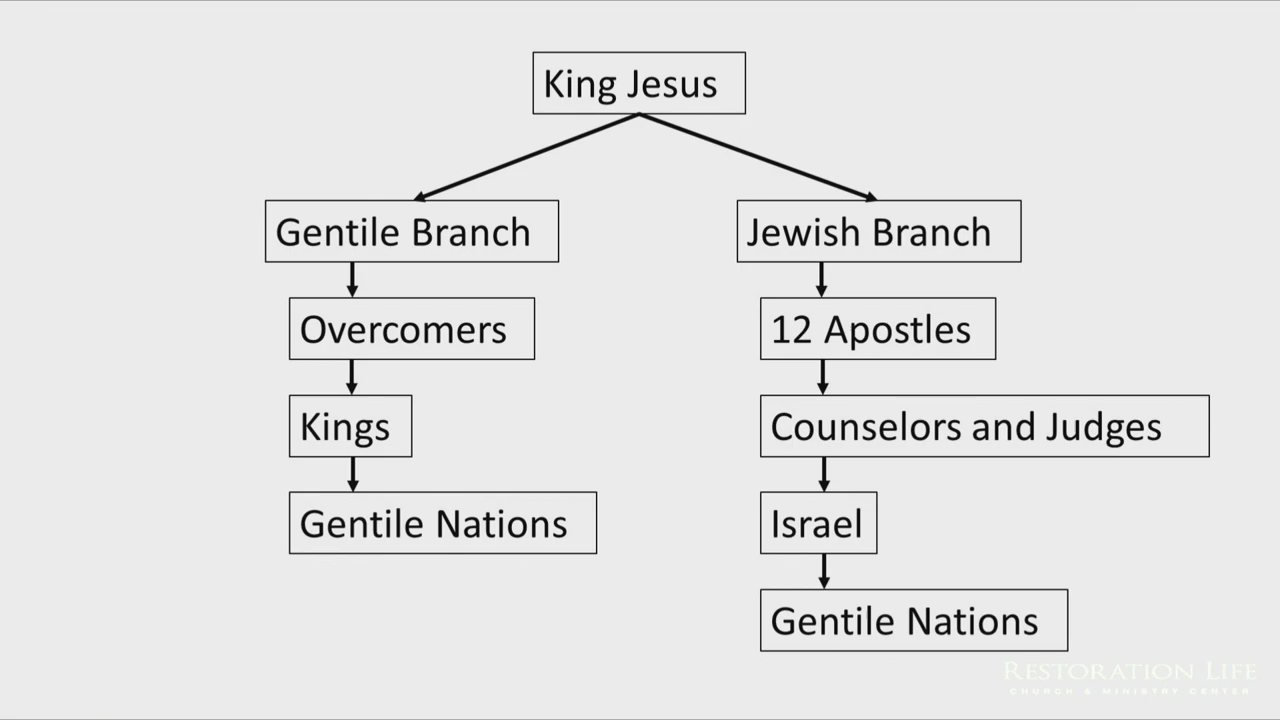 King Jesus
Gentile Branch
Jewish Branch
Overcomers
12 Apostles
Kings
Counselors and Judges
Gentile Nations
Israel
Gentile Nations
RESTORATION LIFE
CHURCH & MINISTRY CENTER